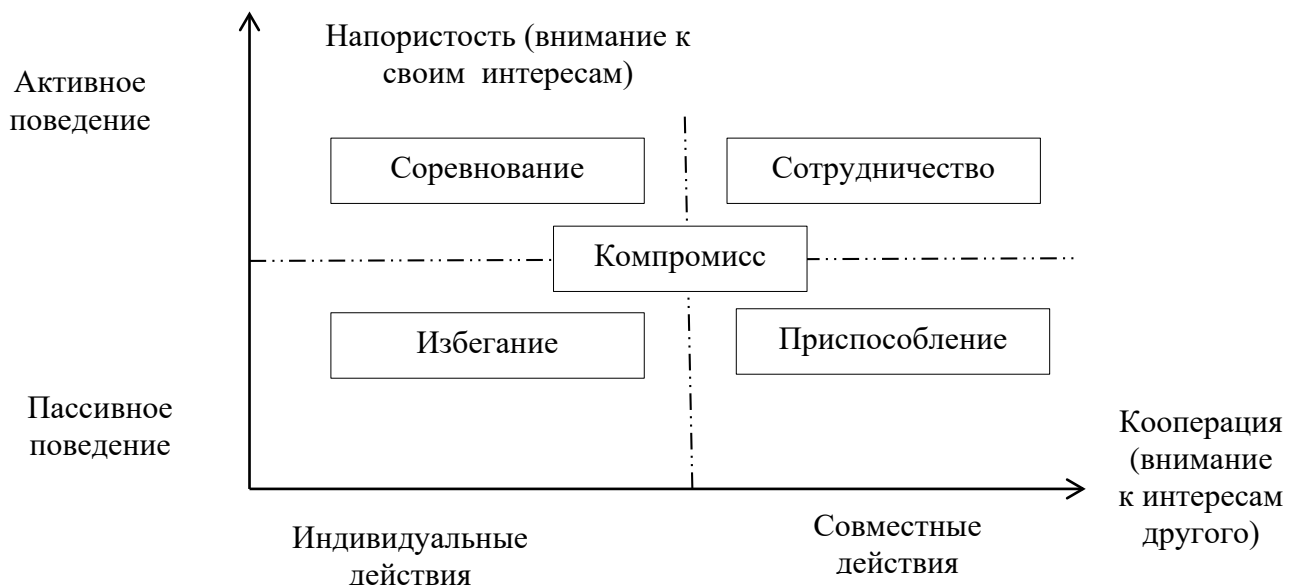 Напористость (внимание к
своим интересам)
Активное
поведение
Соревнование
Сотрудничество
Компромисс
Избегание
Приспособление
Пассивное
поведение
Кооперация
(внимание
к интересам
другого)
Индивидуальные
действия
Совместные
действия